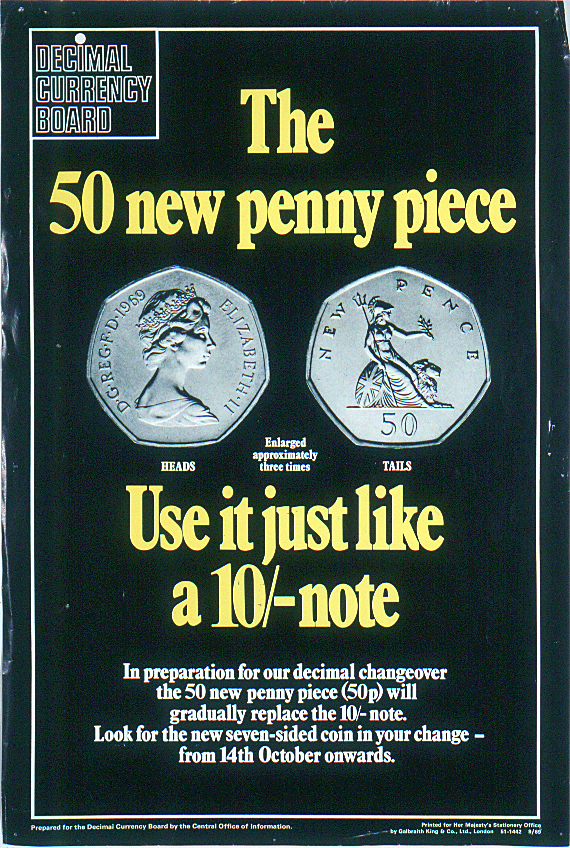 DECIMAL
CURRENCY
BOARD
The
50 new penny piece
D·G·REG·F·D·1969 ELIZABETH·II
NEW PENCE
50
HEADS
Enlarged
approximately
three times
TAILS
Use it just like
a 10/- note
In preparation for our decimal changeover
the 50 new penny piece (50p) will
gradually replace the 10/- note.
Look for the new seven-sided coin in your change –
from 14th October onwards.
Prepared for the Decimal Currency Board by the Central Office of Information.
Printed for Her Majesty's Stationery Office
by Galbraith King & Co., Ltd., London 51-1442 9/69